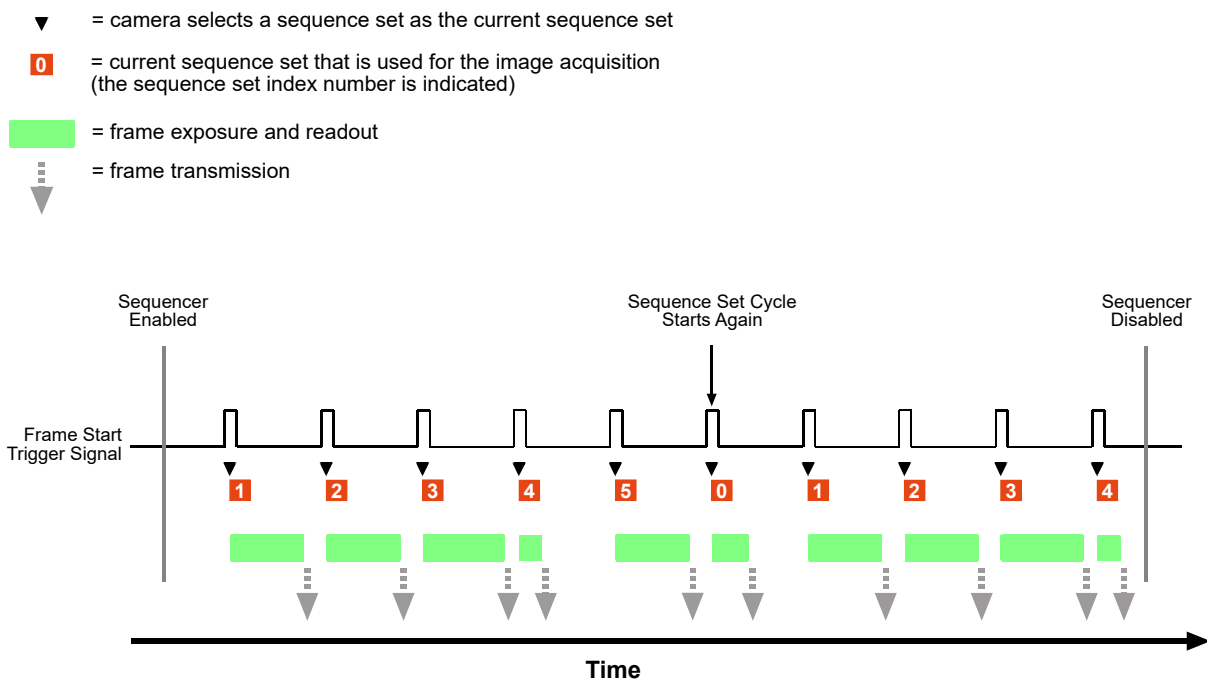 = camera selects a sequence set as the current sequence set
0 = current sequence set that is used for the image acquisition
(the sequence set index number is indicated)
= frame exposure and readout
= frame transmission
Sequencer
Enabled
Sequence Set Cycle
Starts Again
Sequencer
Disabled
Frame Start
Trigger Signal
1 2 3 4 5 0 1 2 3 4
Time